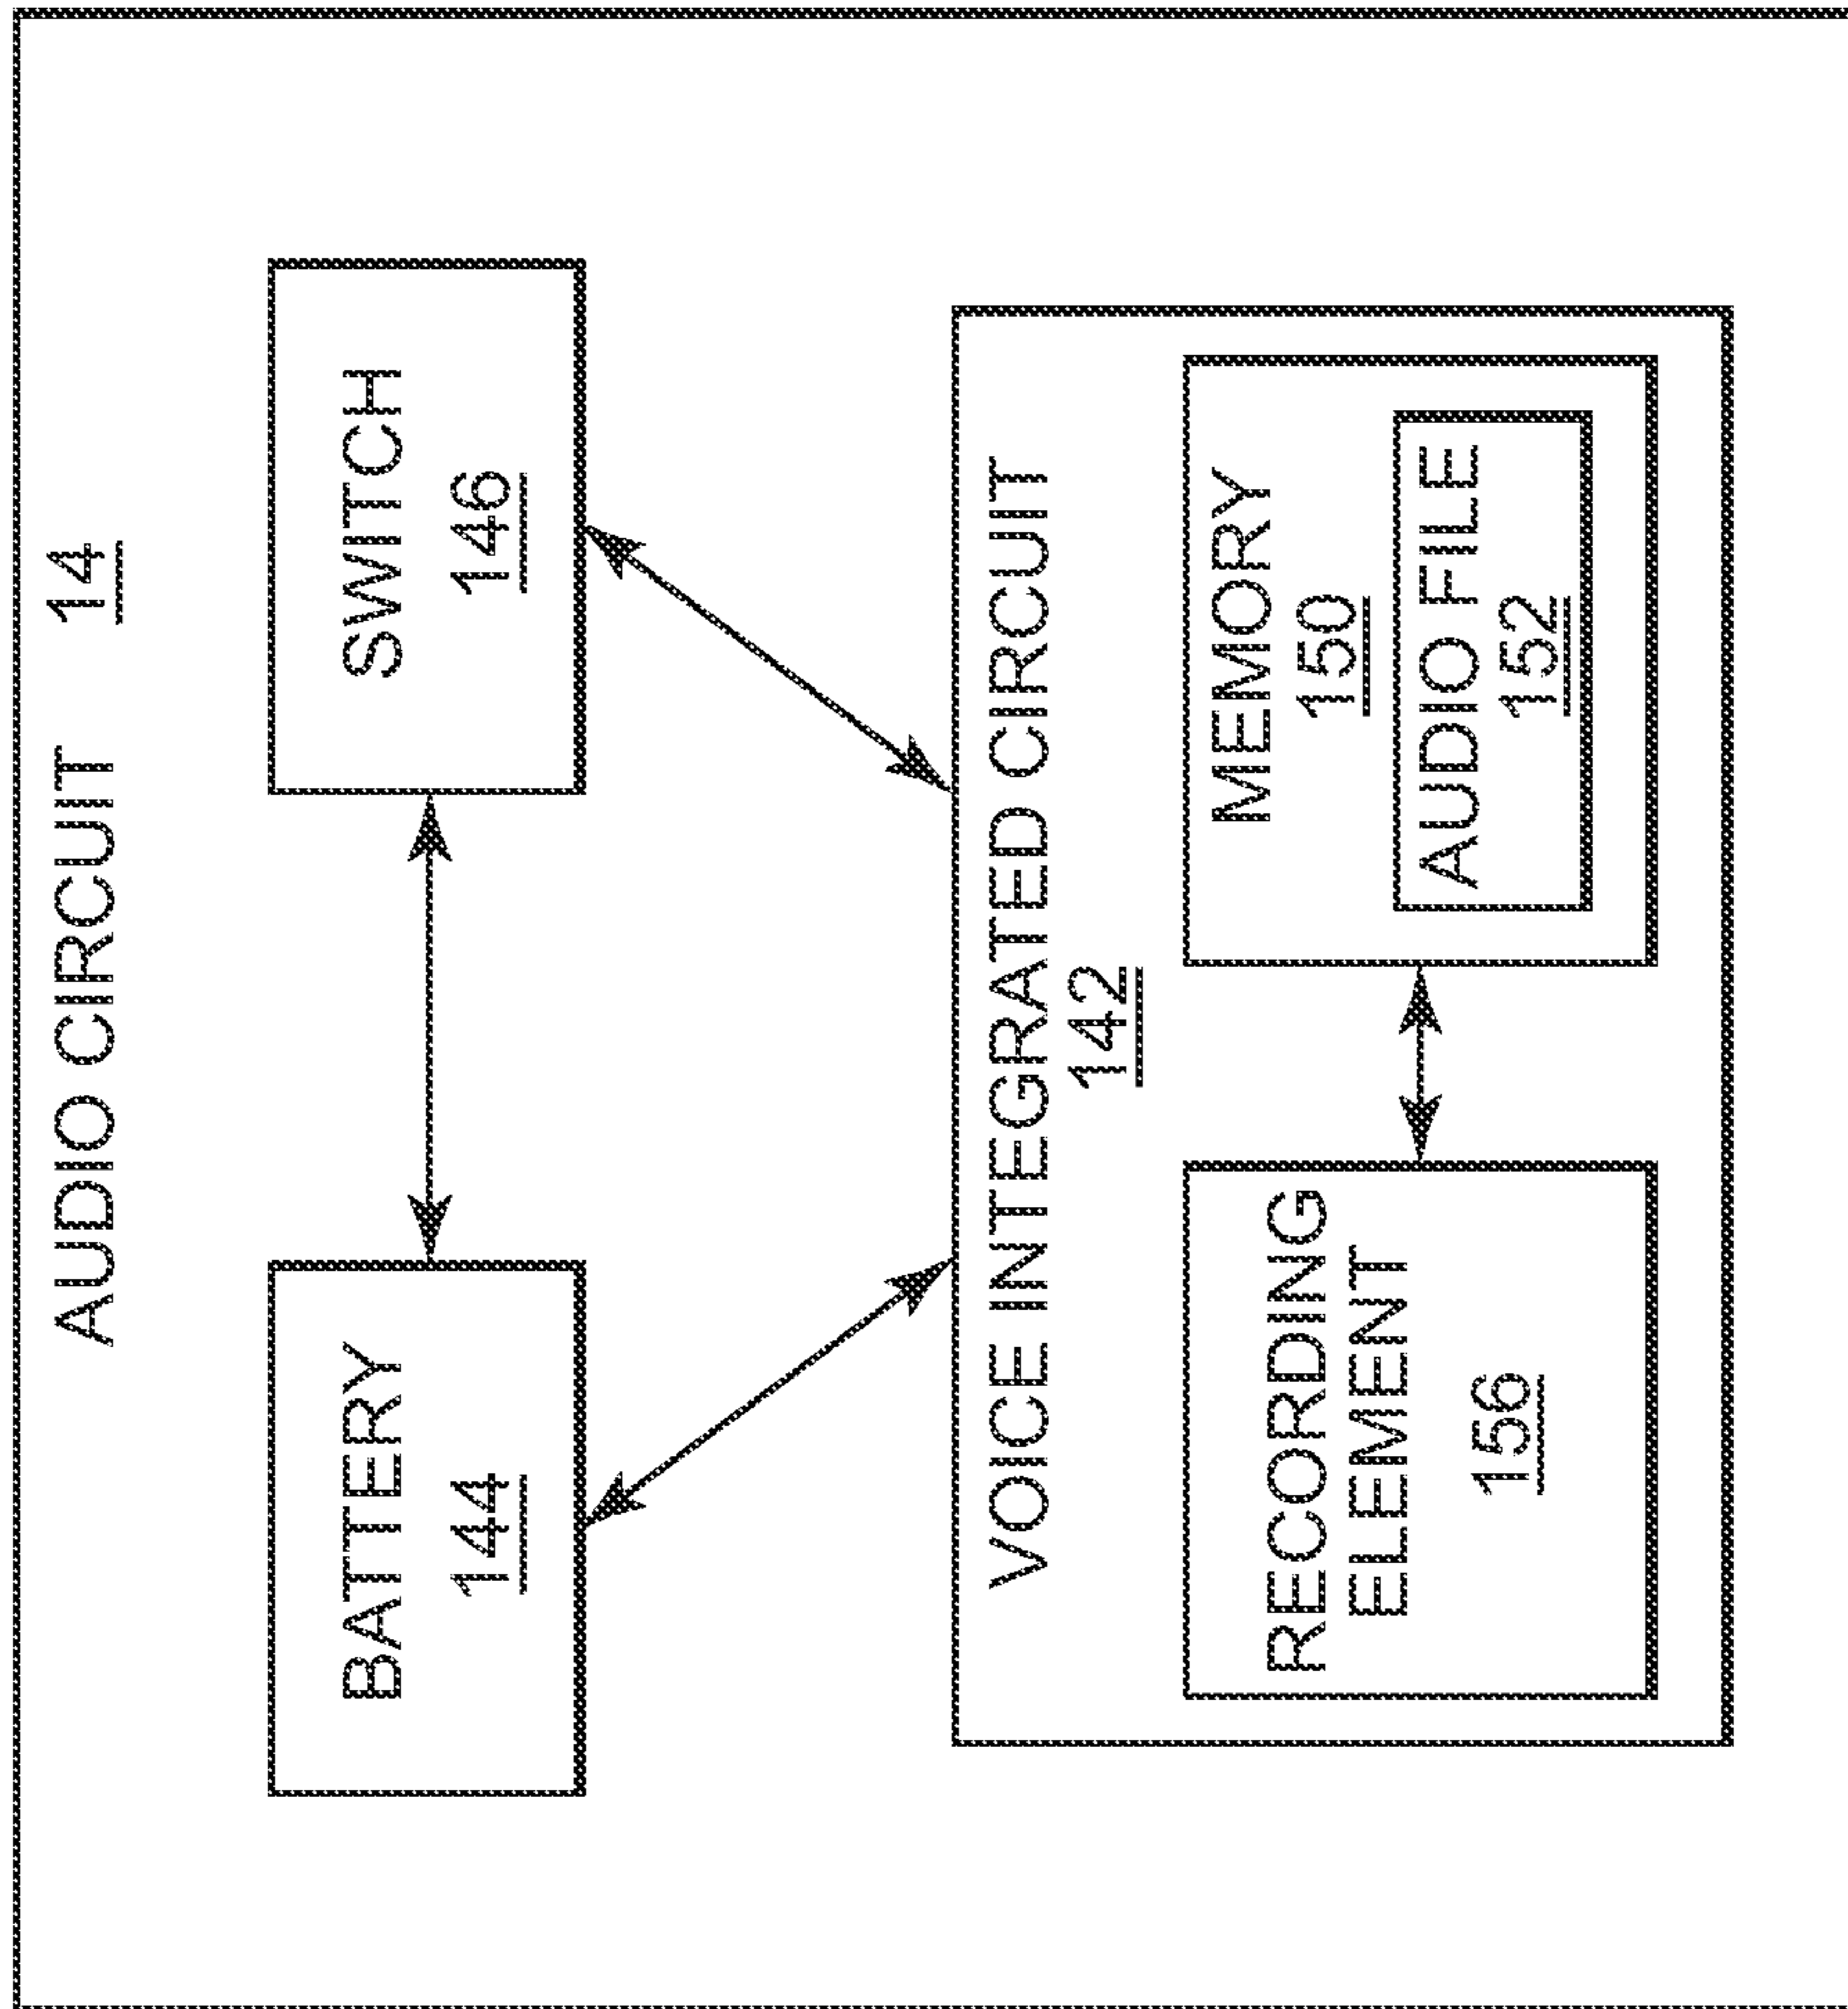 AUDIO CIRCUIT 14
BATTERY
144
SWITCH
146
VOICE INTEGRATED CIRCUIT
142
RECORDING
ELEMENT
156
MEMORY
150
AUDIO FILE
152